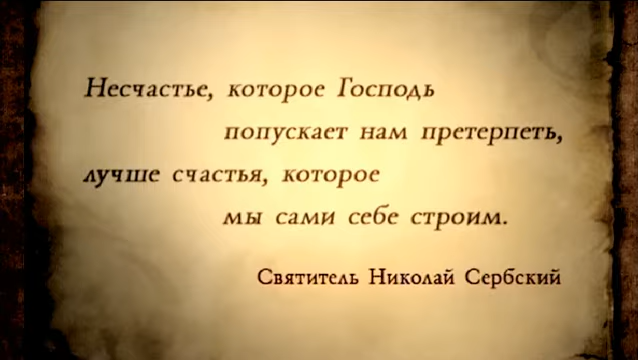 Несчастье, которое Господь
попускает нам претерпеть,
лучше счастья, которое
мы сами себе строим.
Святитель Николай Сербский